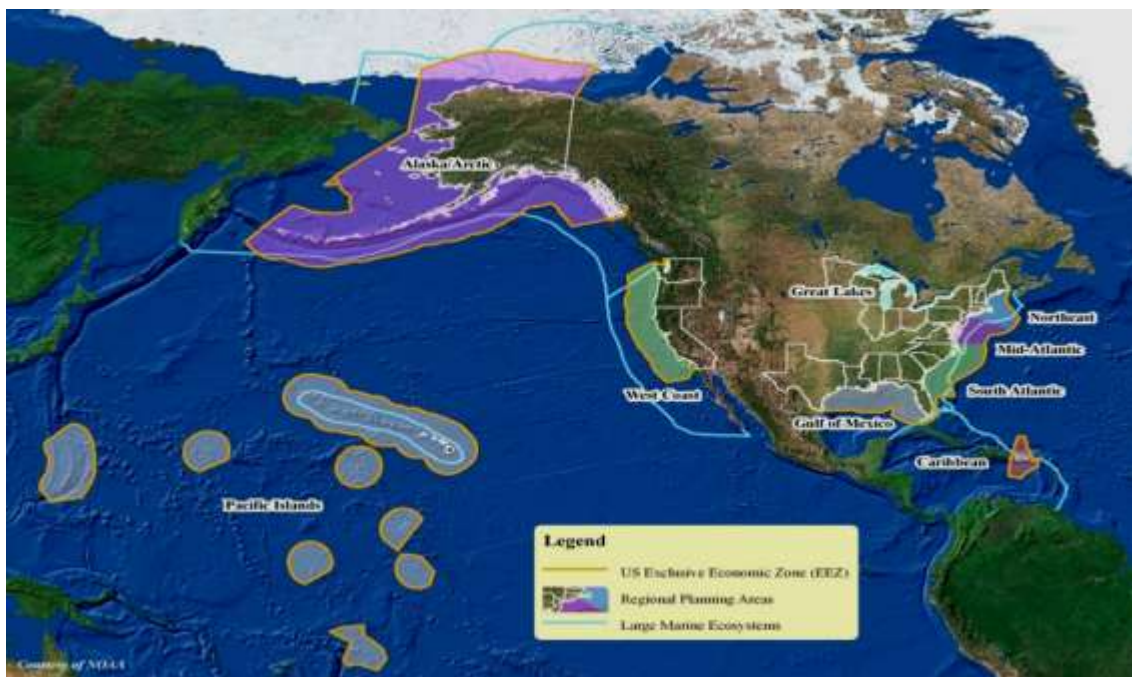 Alaska/Arctic
Great Lakes
Northeast
Mid-Atlantic
West Coast
South Atlantic
Gulf of Mexico
Caribbean
Pacific Islands
Legend
US Exclusive Economic Zone (EEZ)
Regional Planning Areas
Large Marine Ecosystems
Courtesy of NOAA